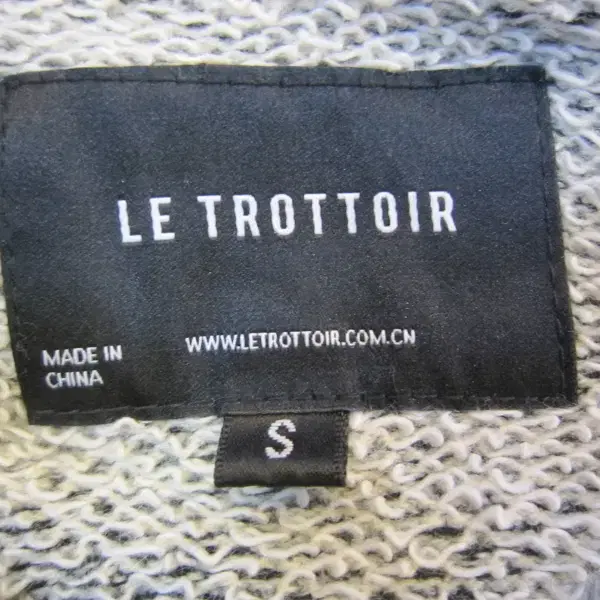 LE TROTTOIR
WWW.LETROTTOIR.COM.CN
MADE IN
CHINA
S